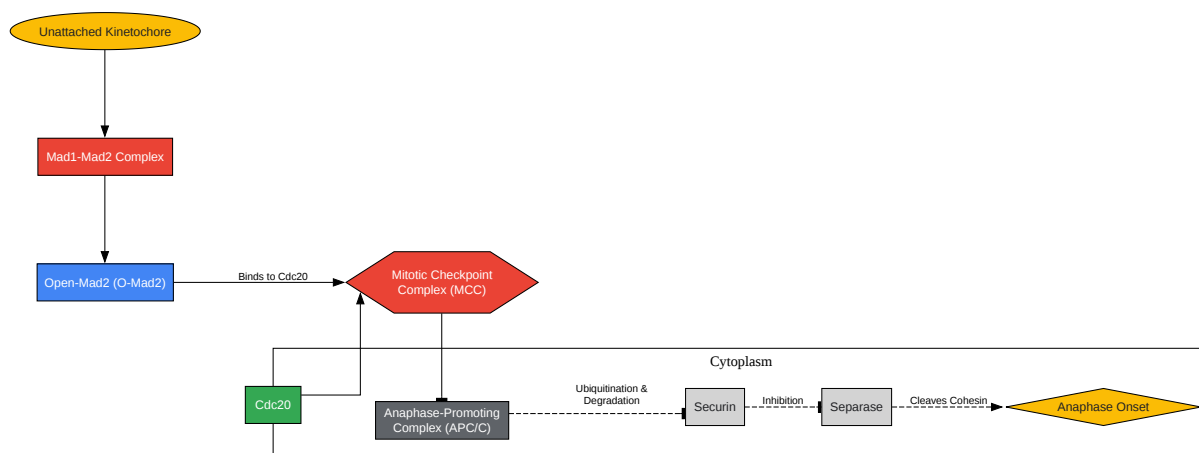 Unattached Kinetochore
Mad1-Mad2 Complex
Open-Mad2 (O-Mad2)
Binds to Cdc20
Mitotic Checkpoint
Complex (MCC)
Cytoplasm
Cdc20
Anaphase-Promoting
Complex (APC/C)
Ubiquitination &
Degradation
Securin
Inhibition
Separase
Cleaves Cohesin
Anaphase Onset